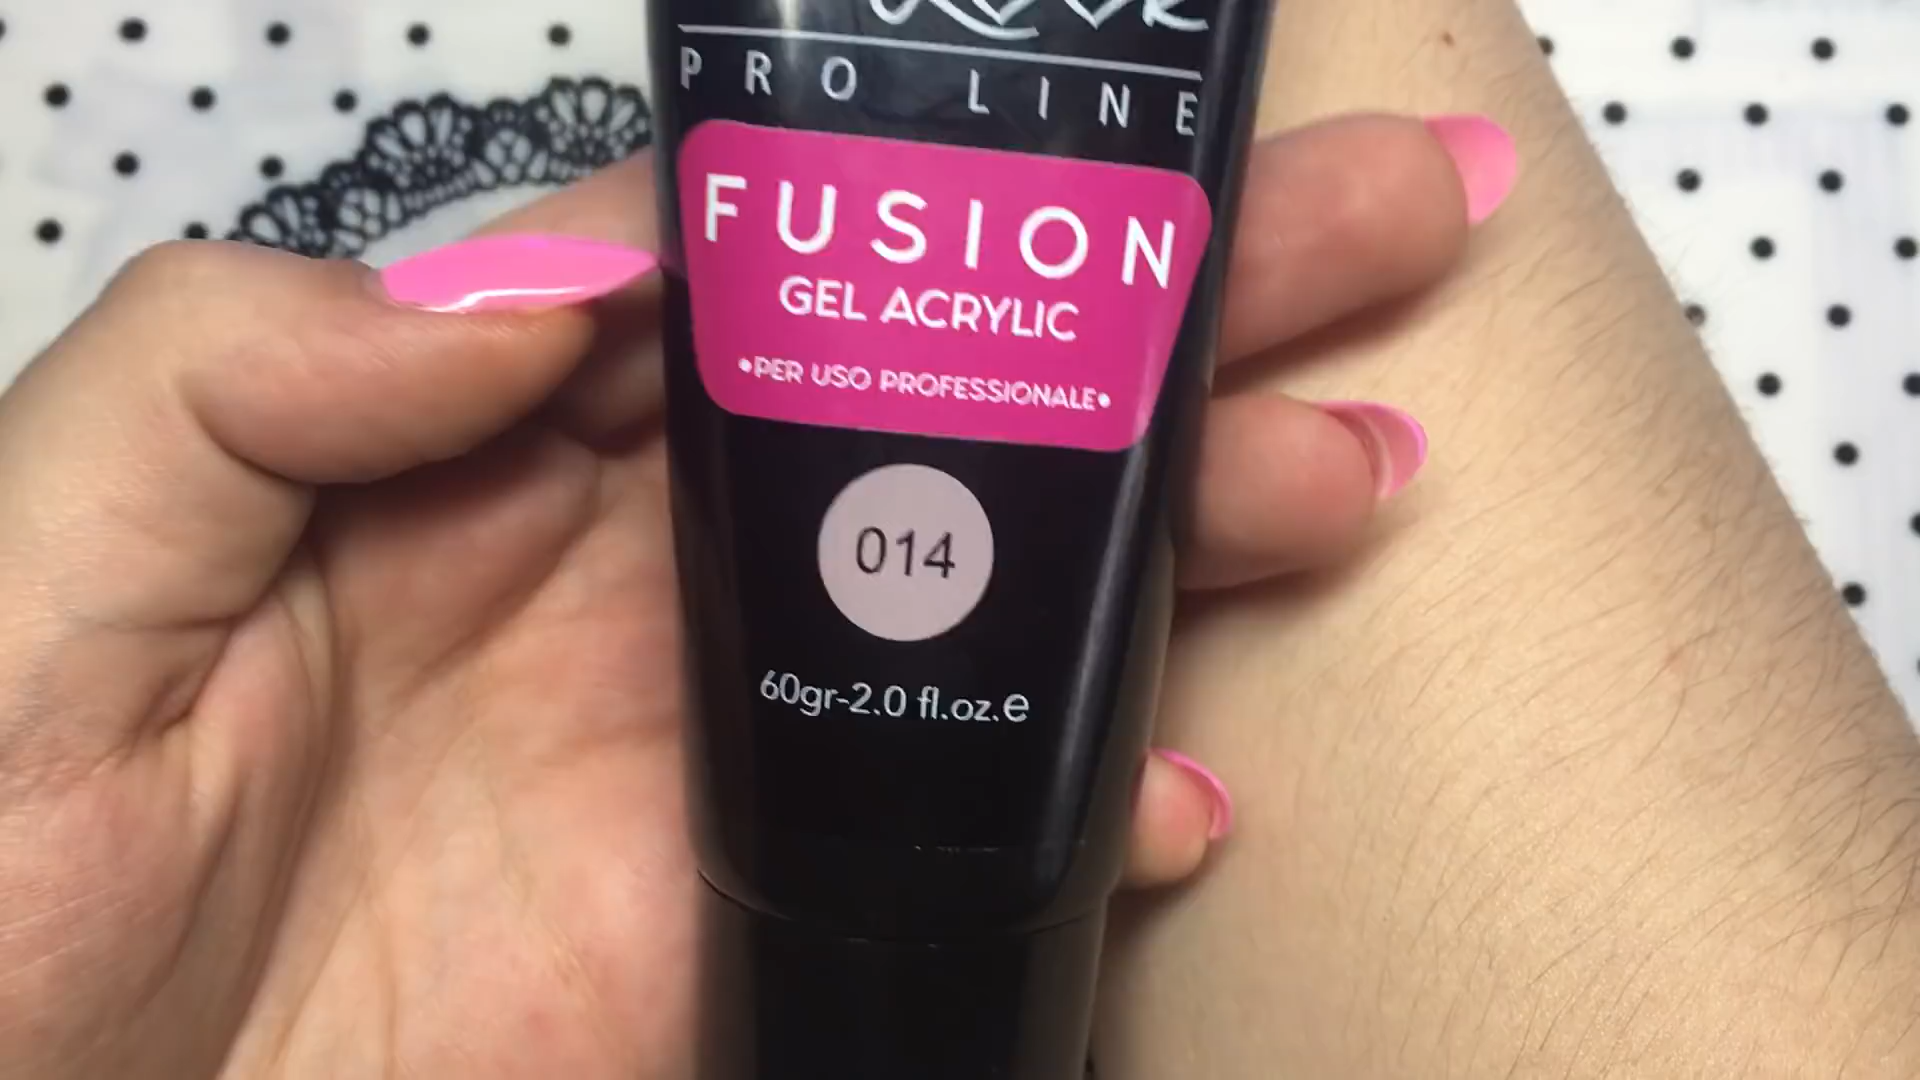 PRO LINE
FUSION
GEL ACRYLIC
•PER USO PROFESSIONALE•
014
60gr-2.0 fl.oz.e